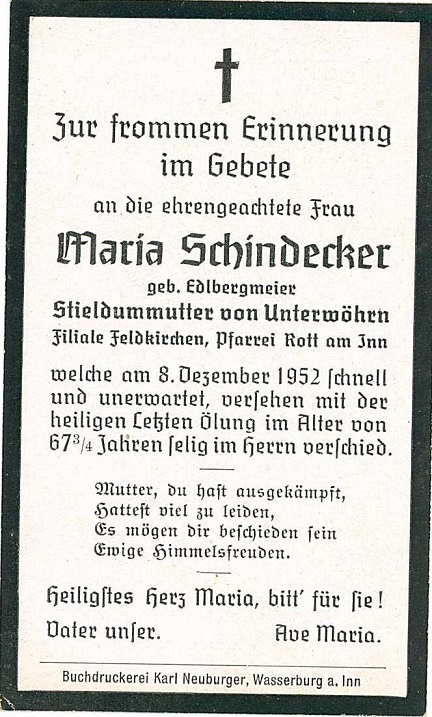 Zur frommen Erinnerung
im Gebete
an die ehrengeachtete Frau
Maria Schindecker
geb. Edlbergmeier
Stieldummutter von Unterwöhrn
Filiale Feldkirchen, Pfarrei Rott am Inn
welche am 8. Dezember 1952 schnell
und unerwartet, versehen mit der
heiligen Letzten Ölung im Alter von
67 3/4 Jahren selig im Herrn verschied.
Mutter, du hast ausgekämpft,
Hattest viel zu leiden,
Es mögen dir beschieden sein
Ewige Himmelsfreuden.
Heiligstes Herz Maria, bitt' für sie!
Vater unser. Ave Maria.
Buchdruckerei Karl Neuburger, Wasserburg a. Inn